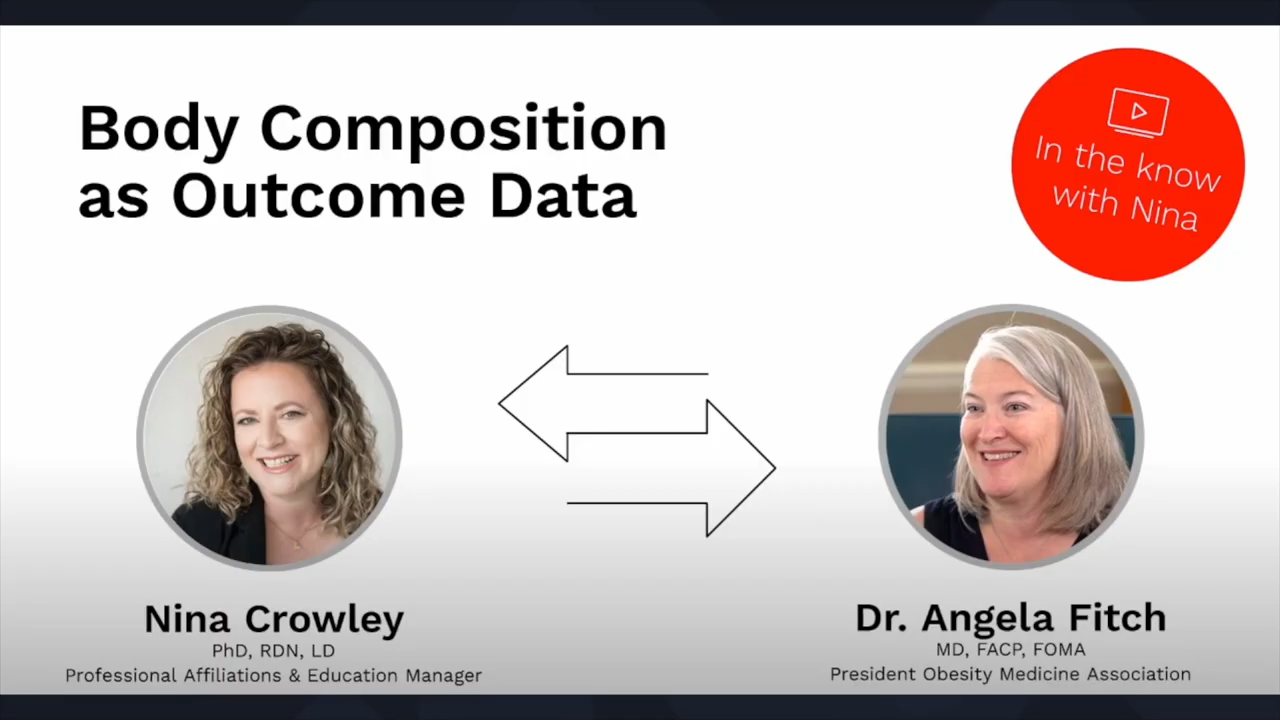 Body Composition
as Outcome Data
In the know
with Nina
Nina Crowley
PhD, RDN, LD
Professional Affiliations & Education Manager
Dr. Angela Fitch
MD, FACP, FOMA
President Obesity Medicine Association